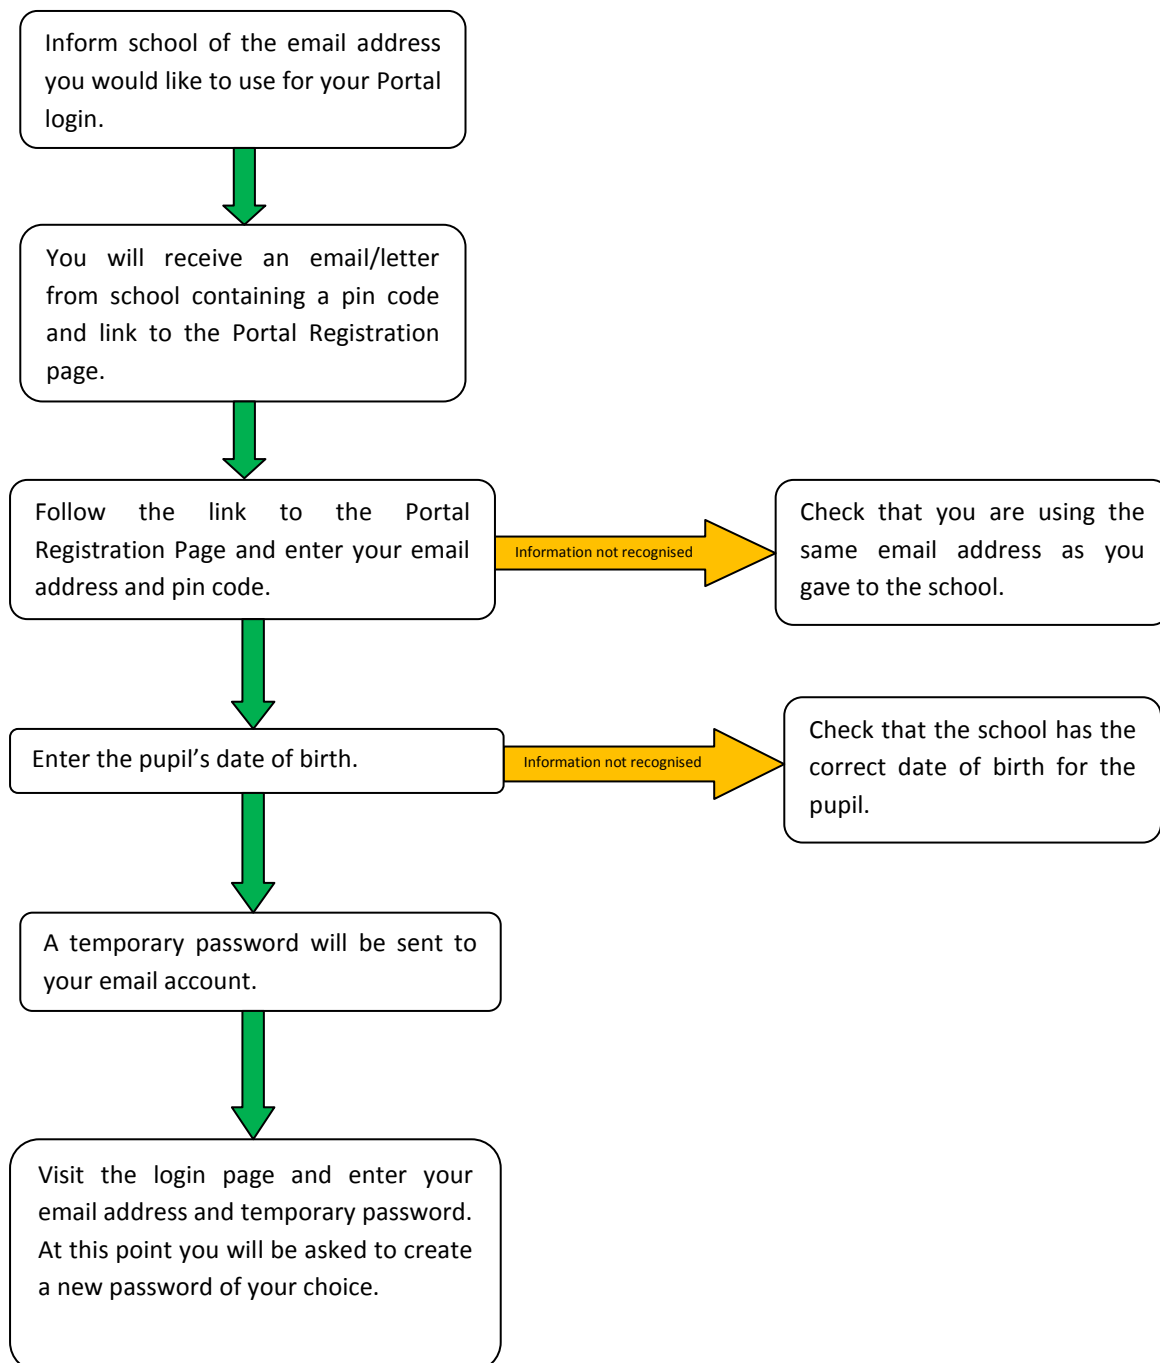 Inform school of the email address
you would like to use for your Portal
login.
You will receive an email/letter
from school containing a pin code
and link to the Portal Registration
page.
Follow the link to the Portal
Registration Page and enter your email
address and pin code.
Information not recognised
Check that you are using the
same email address as you
gave to the school.
Enter the pupil’s date of birth.
Information not recognised
Check that the school has the
correct date of birth for the
pupil.
A temporary password will be sent to
your email account.
Visit the login page and enter your
email address and temporary password.
At this point you will be asked to create
a new password of your choice.